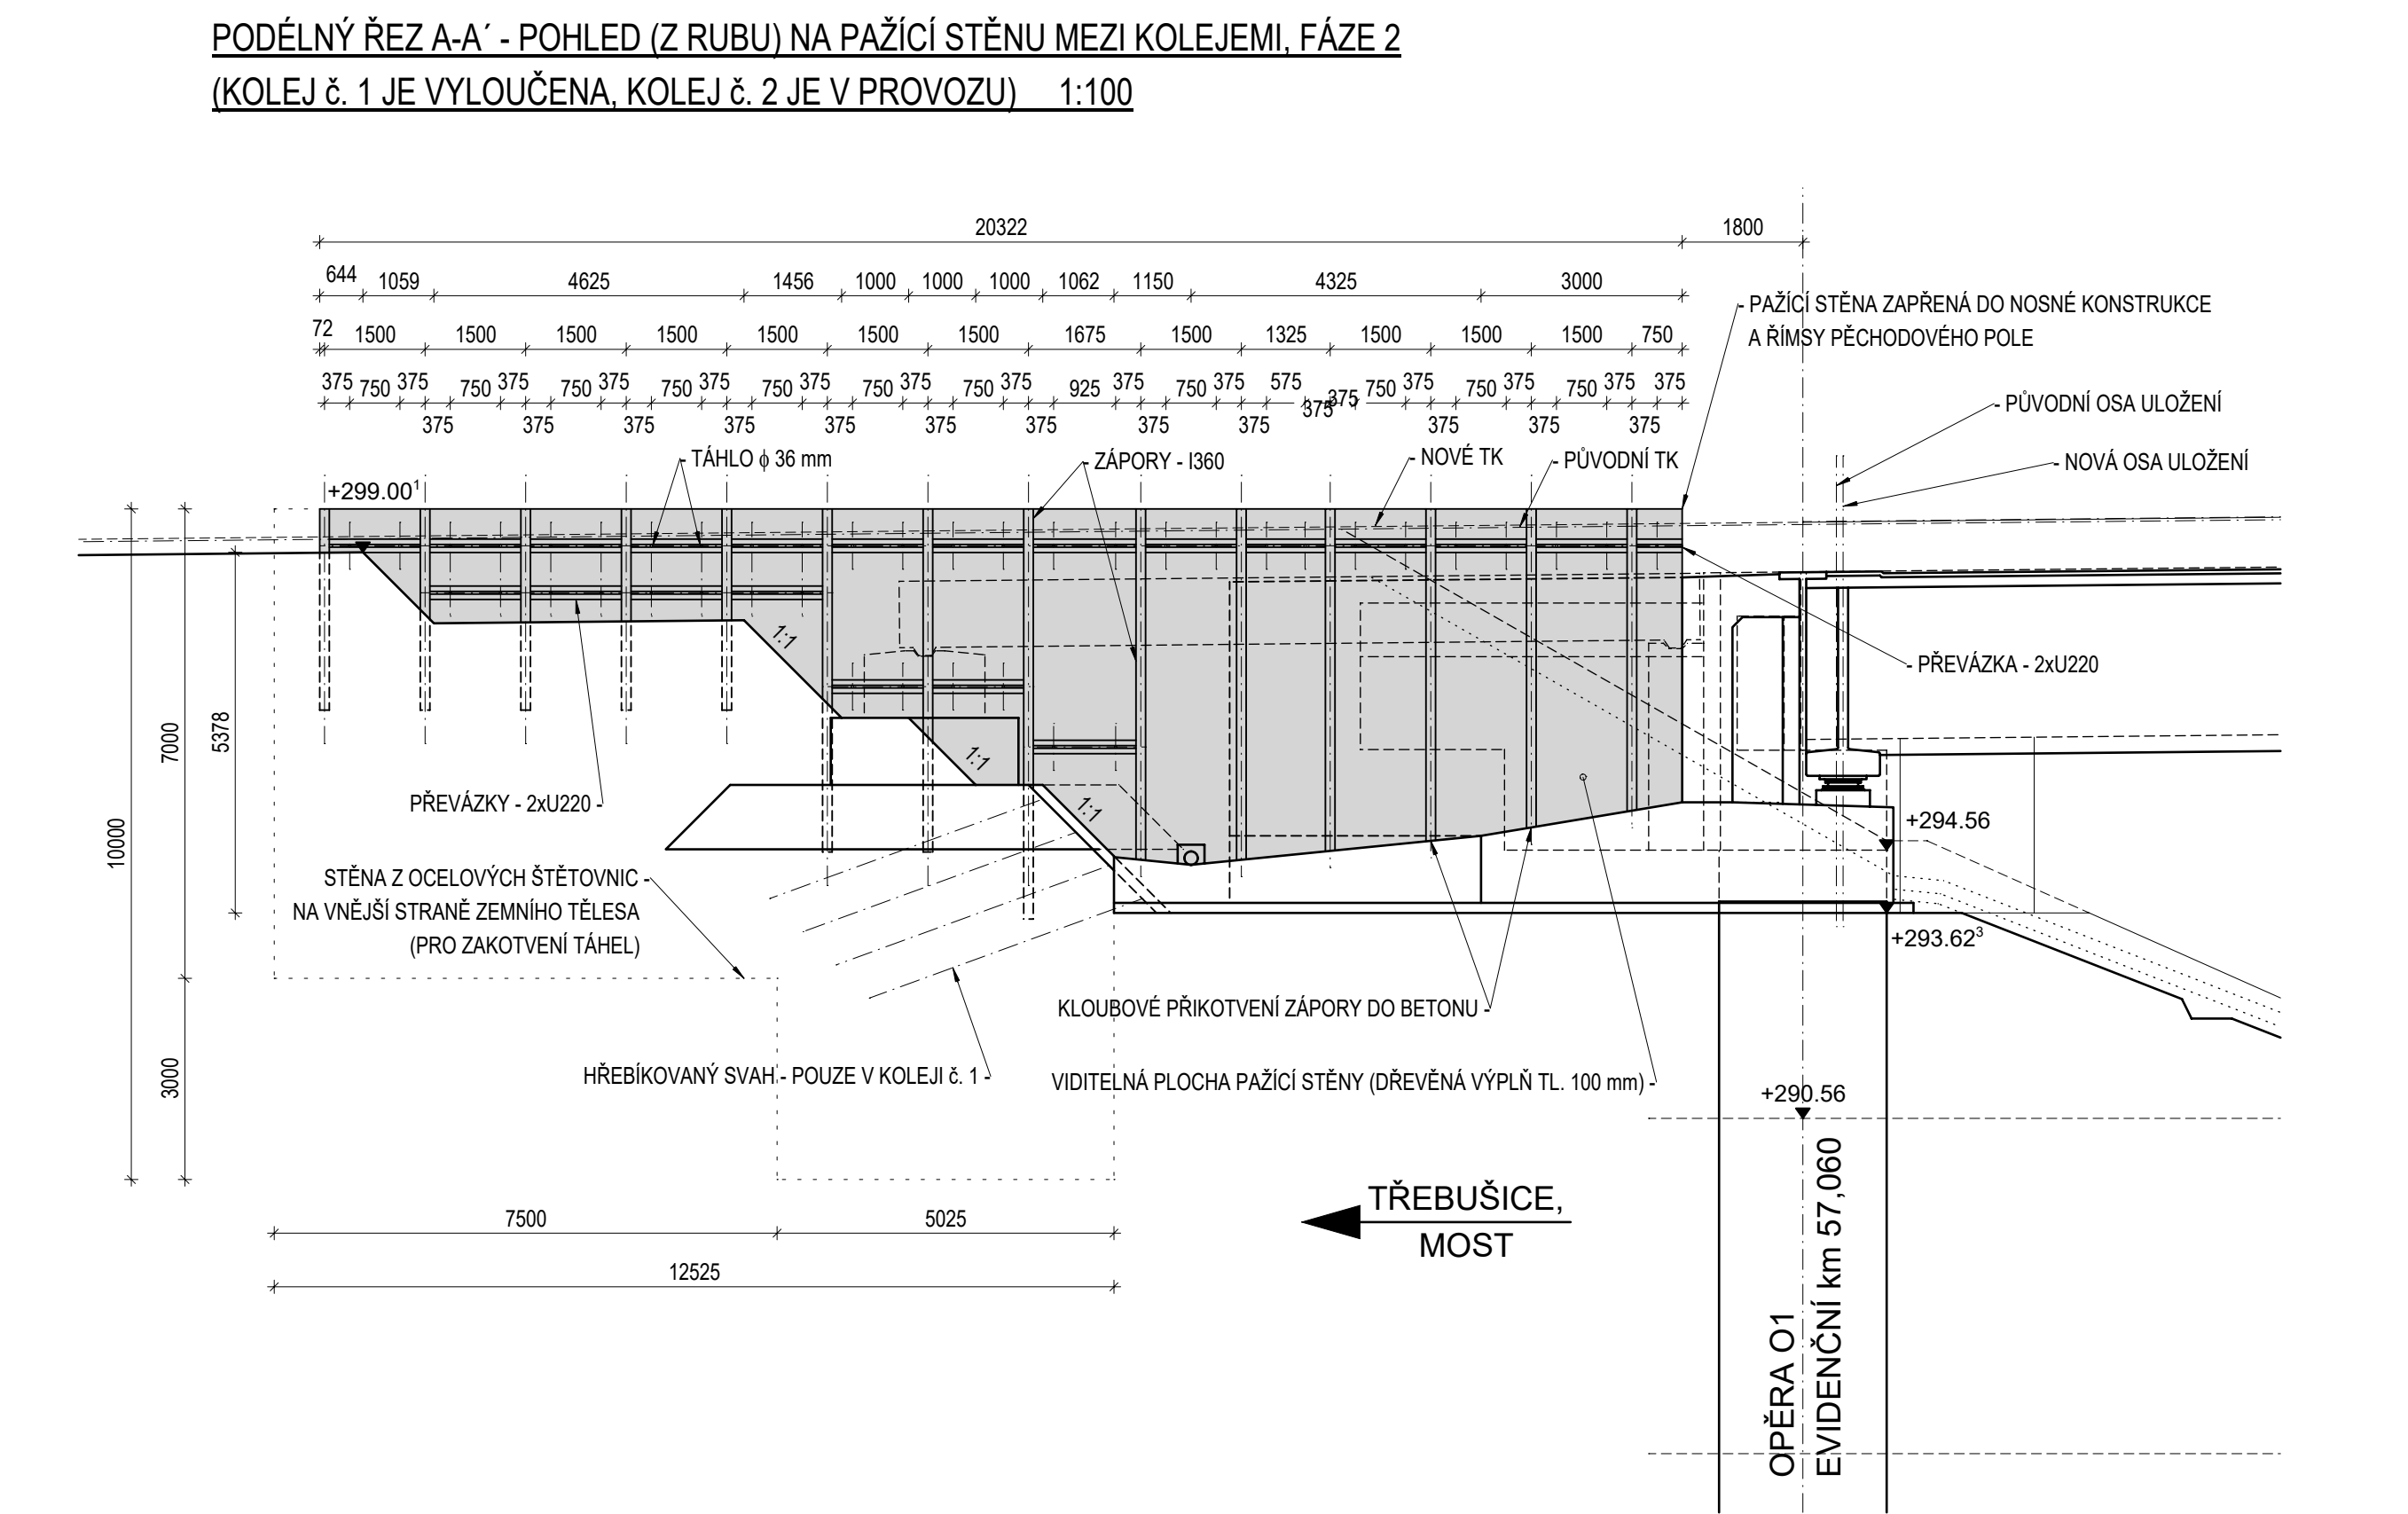 PODÉLNÝ ŘEZ A-A´ - POHLED (Z RUBU) NA PAŽÍCÍ STĚNU MEZI KOLEJEMI, FÁZE 2
(KOLEJ č. 1 JE VYLOUČENA, KOLEJ č. 2 JE V PROVOZU) 1:100
20322 1800
644 1059 4625 1456 1000 1000 1000 1062 1150 4325 3000
72 1500 1500 1500 1500 1500 1500 1500 1675 1500 1325 1500 1500 1500 750
375 750 375 750 375 750 375 750 375 750 375 750 375 750 375 925 375 750 375 575 375 750 375 750 375 750 375 375
375 375 375 375 375 375 375 375 375 375 375 375 375
- PAŽÍCÍ STĚNA ZAPŘENÁ DO NOSNÉ KONSTRUKCE
A ŘÍMSY PĚCHODOVÉHO POLE
- PŮVODNÍ OSA ULOŽENÍ
- NOVÁ OSA ULOŽENÍ
- TÁHLO ϕ 36 mm
- ZÁPORY - I360
- NOVÉ TK
- PŮVODNÍ TK
+299.00¹
1:1
1:1
1:1
- PŘEVÁZKA - 2xU220
10000
7000
5378
3000
PŘEVÁZKY - 2xU220 -
+294.56
STĚNA Z OCELOVÝCH ŠTĚTOVNIC -
NA VNĚJŠÍ STRANĚ ZEMNÍHO TĚLESA
(PRO ZAKOTVENÍ TÁHEL)
+293.62³
KLOUBOVÉ PŘIKOTVENÍ ZÁPORY DO BETONU -
HŘEBÍKOVANÝ SVAH - POUZE V KOLEJI č. 1 -
VIDITELNÁ PLOCHA PAŽÍCÍ STĚNY (DŘEVĚNÁ VÝPLŇ TL. 100 mm) -
+290.56
7500 5025
12525
TŘEBUŠICE,
MOST
OPĚRA O1
EVIDENČNÍ km 57,060